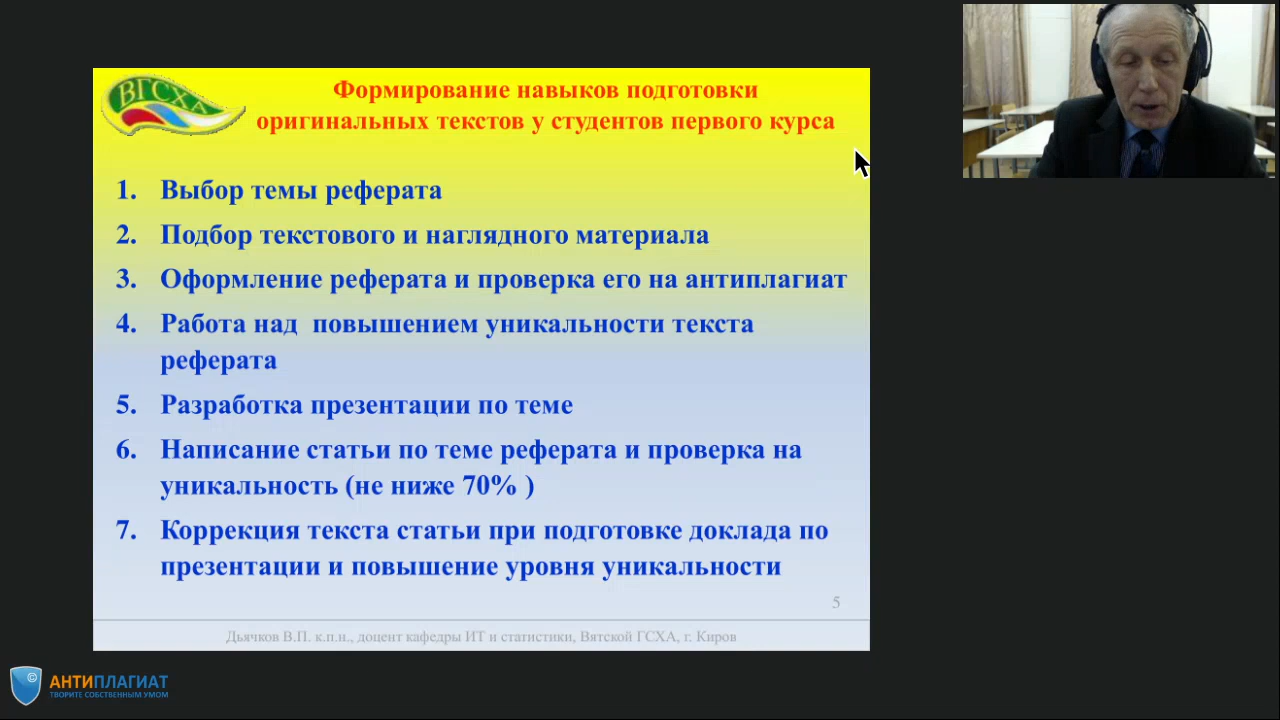 ВГСХА
Формирование навыков подготовки
оригинальных текстов у студентов первого курса
1. Выбор темы реферата
2. Подбор текстового и наглядного материала
3. Оформление реферата и проверка его на антиплагиат
4. Работа над повышением уникальности текста
реферата
5. Разработка презентации по теме
6. Написание статьи по теме реферата и проверка на
уникальность (не ниже 70% )
7. Коррекция текста статьи при подготовке доклада по
презентации и повышение уровня уникальности
5
Дьячков В.П. к.п.н., доцент кафедры ИТ и статистики, Вятской ГСХА, г. Киров
©
АНТИПЛАГИАТ
ТВОРИТЕ СОБСТВЕННЫМ УМОМ